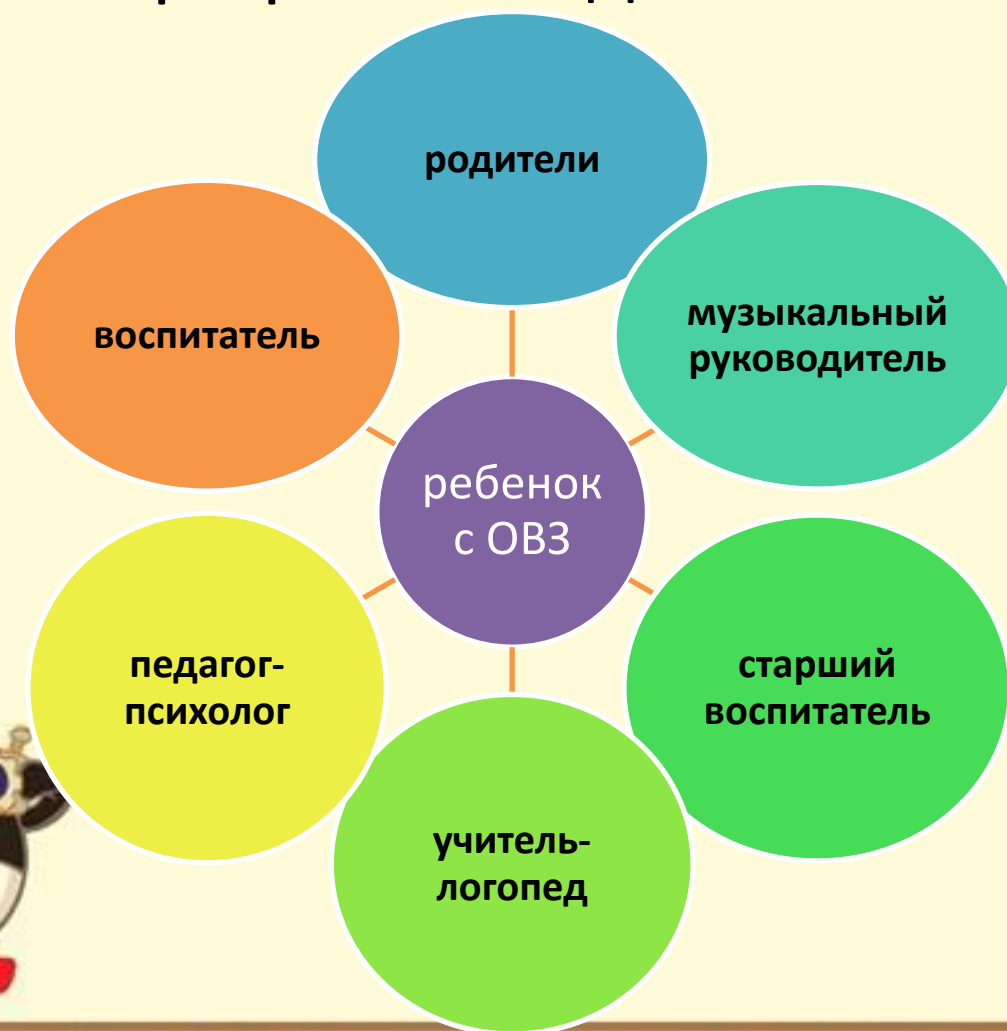 родители
воспитатель
музыкальный
руководитель
ребенок
с ОВЗ
педагог-
психолог
старший
воспитатель
учитель-
логопед